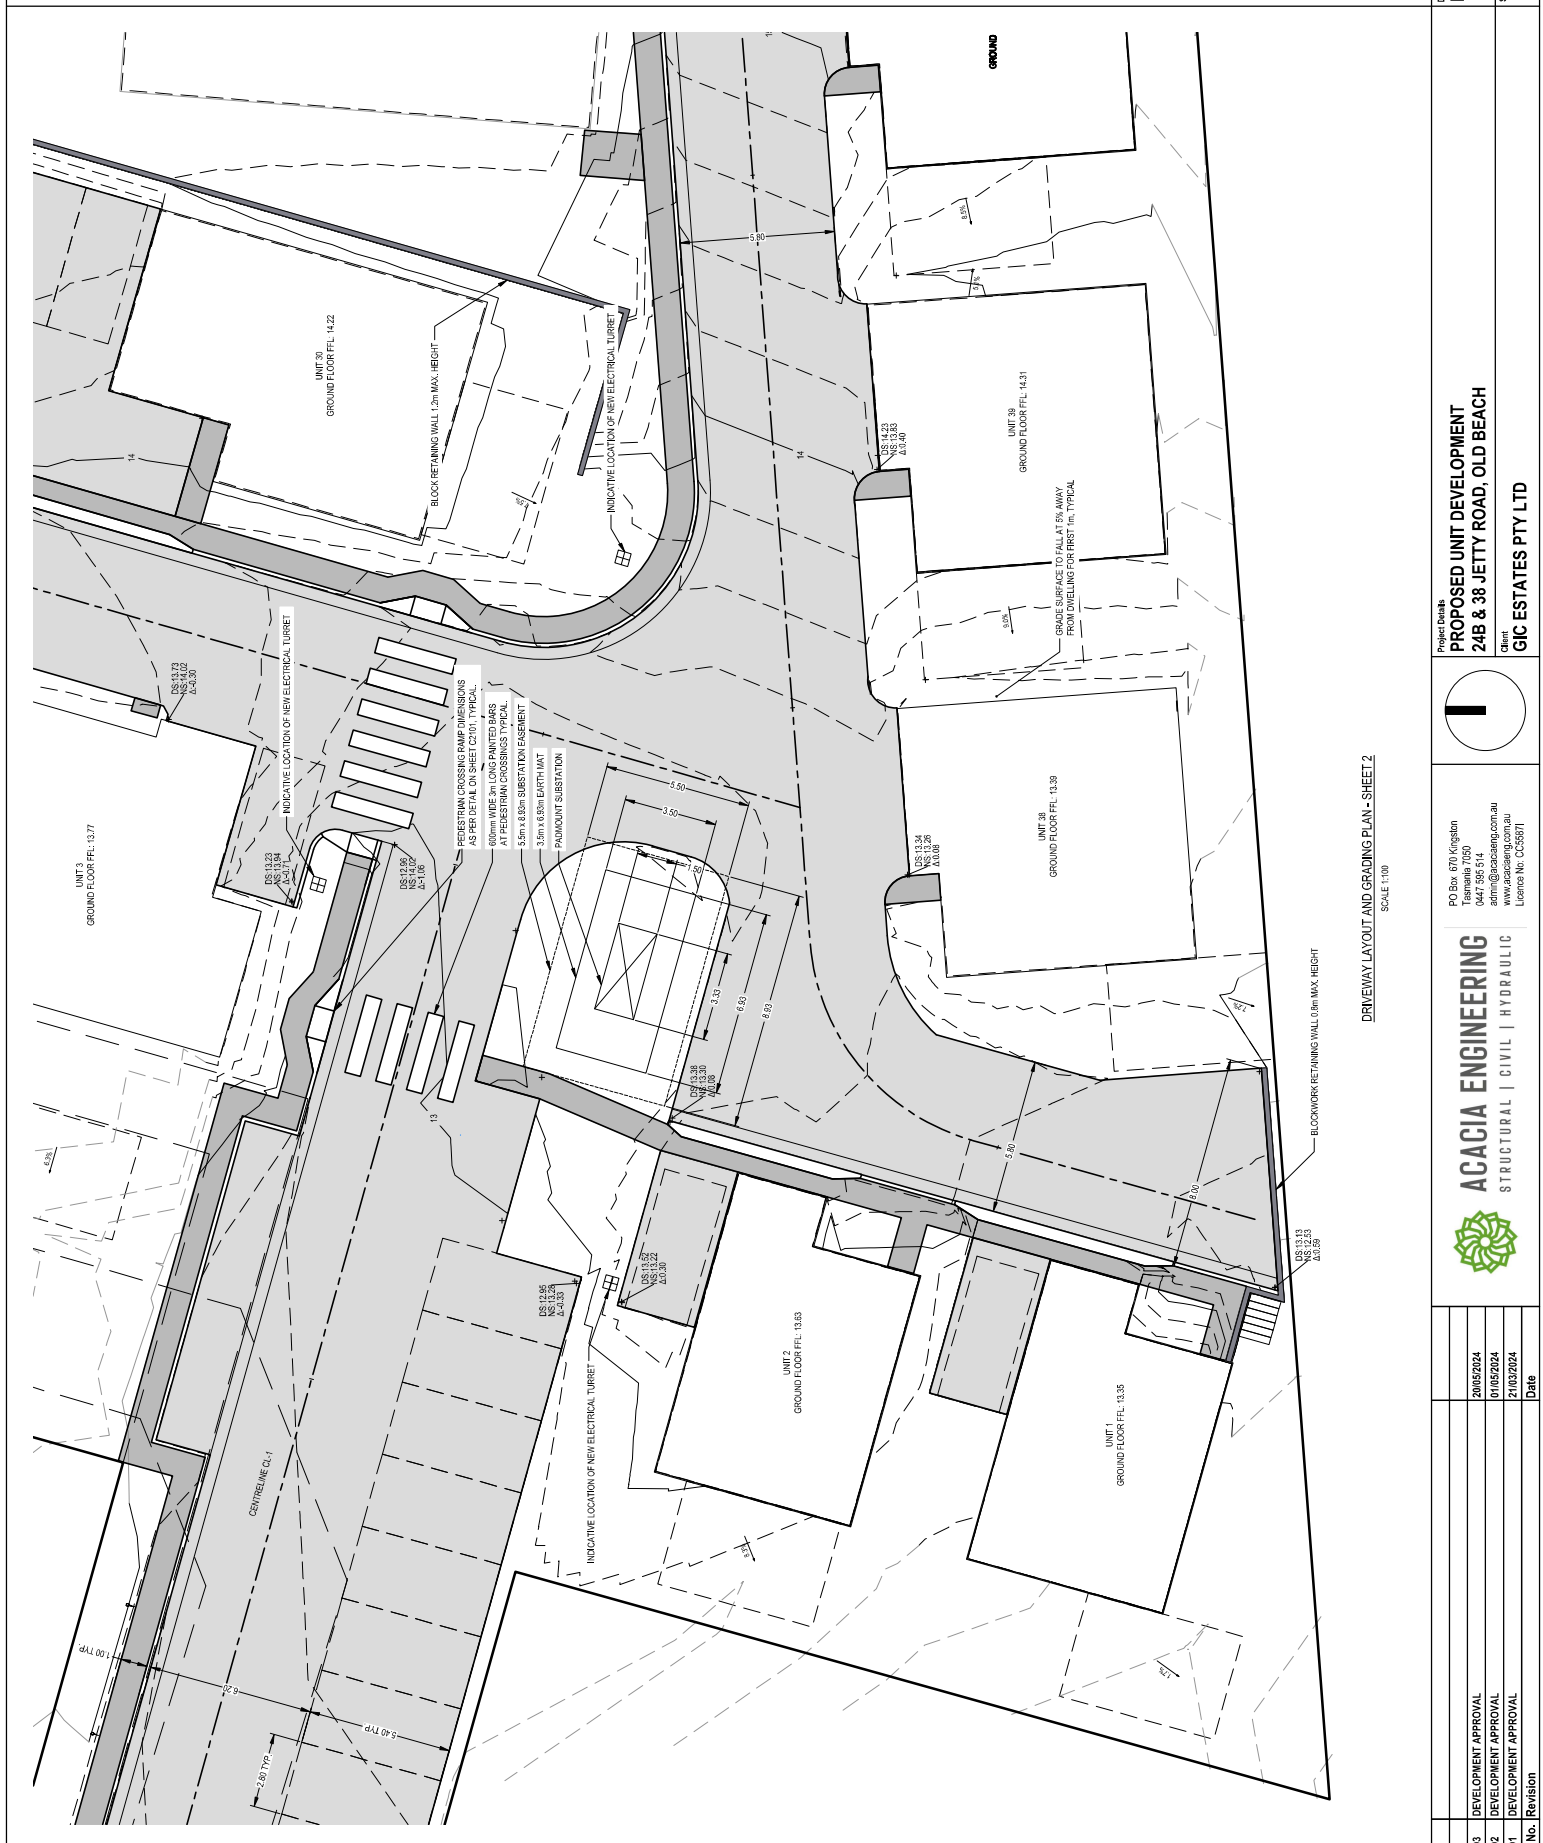 GROUND
5.80
8.5%
UNIT 30
GROUND FLOOR FFL: 14.22
BLOCK RETAINING WALL 1.2m MAX. HEIGHT
INDICATIVE LOCATION OF NEW ELECTRICAL TURRET
14
14
DS:14.23
NS:13.83
Δ:0.40
UNIT 39
GROUND FLOOR FFL: 14.31
GRADE SURFACE TO FALL AT 5% AWAY
FROM DWELLING FOR FIRST 1m, TYPICAL
9.0%
INDICATIVE LOCATION OF NEW ELECTRICAL TURRET
DS:13.73
NS:14.02
Δ:-0.30
PEDESTRIAN CROSSING RAMP DIMENSIONS
AS PER DETAIL ON SHEET C2101, TYPICAL.
600mm WIDE 3m LONG PAINTED BARS
AT PEDESTRIAN CROSSINGS TYPICAL.
5.5m x 8.93m SUBSTATION EASEMENT
3.5m x 6.93m EARTH MAT
PADMOUNT SUBSTATION
5.50
3.50
1.50
3.33
6.93
8.93
UNIT 3
GROUND FLOOR FFL: 13.77
DS:13.23
NS:13.94
Δ:-0.71
DS:12.96
NS:14.02
Δ:-1.06
DS:13.34
NS:13.26
Δ:0.08
UNIT 38
GROUND FLOOR FFL: 13.39
7.2%
DS:13.38
NS:13.30
Δ:0.08
13
6.3%
5.80
8.00
BLOCKWORK RETAINING WALL 0.8m MAX. HEIGHT
DS:13.13
NS:12.53
Δ:0.59
DS:12.95
NS:13.28
Δ:-0.33
DS:13.52
NS:13.22
Δ:0.30
INDICATIVE LOCATION OF NEW ELECTRICAL TURRET
UNIT 2
GROUND FLOOR FFL: 13.63
UNIT 1
GROUND FLOOR FFL: 13.35
CENTRELINE CL-1
1.7%
1.00 TYP.
6.20
5.40 TYP.
2.80 TYP.
DRIVEWAY LAYOUT AND GRADING PLAN - SHEET 2
SCALE 1:100
No. Revision Date
DEVELOPMENT APPROVAL 21/03/2024
DEVELOPMENT APPROVAL 01/05/2024
DEVELOPMENT APPROVAL 20/05/2024
ACACIA ENGINEERING
STRUCTURAL | CIVIL | HYDRAULIC
PO Box 670 Kingston
Tasmania 7050
0447 595 514
admin@acaciaeng.com.au
www.acaciaeng.com.au
Licence No: CC5587I
Project Details
PROPOSED UNIT DEVELOPMENT
24B & 38 JETTY ROAD, OLD BEACH
Client
GIC ESTATES PTY LTD